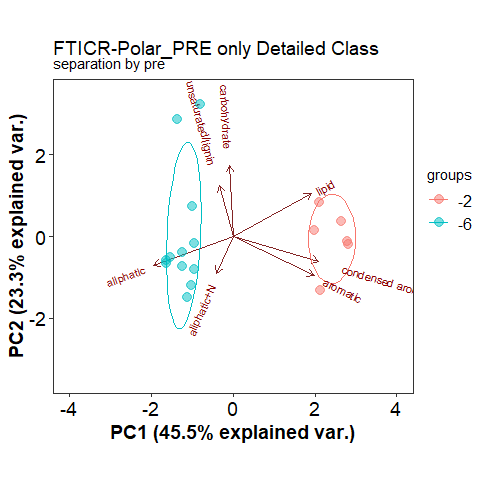 FTICR-Polar_PRE only Detailed Class
separation by pre
unsaturated/lignin
carbohydrate
lipid
aliphatic
aliphatic+N
condensed aro
aromatic
2
0
-2
-4
-2
0
2
4
PC1 (45.5% explained var.)
PC2 (23.3% explained var.)
groups
-2
-6